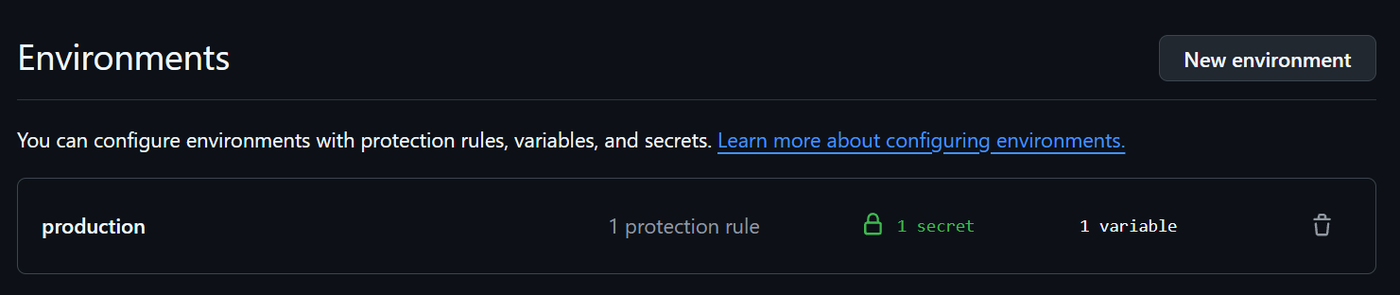 Environments
New environment
You can configure environments with protection rules, variables, and secrets. Learn more about configuring environments.
production 1 protection rule 1 secret 1 variable